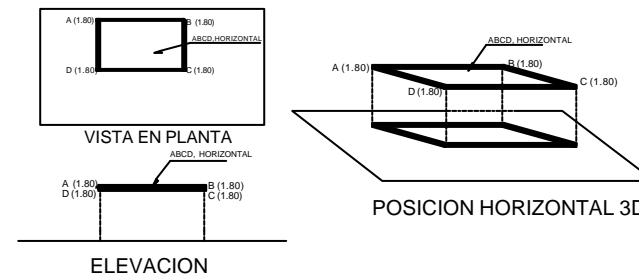 A (1.80) B (1.80)
ABCD,HORIZONTAL
D (1.80) C (1.80)
VISTA EN PLANTA
ABCD, HORIZONTAL
A (1.80) B (1.80)
D (1.80) C (1.80)
ELEVACION
ABCD, HORIZONTAL
A (1.80) B (1.80)
D (1.80) C (1.80)
POSICION HORIZONTAL 3D